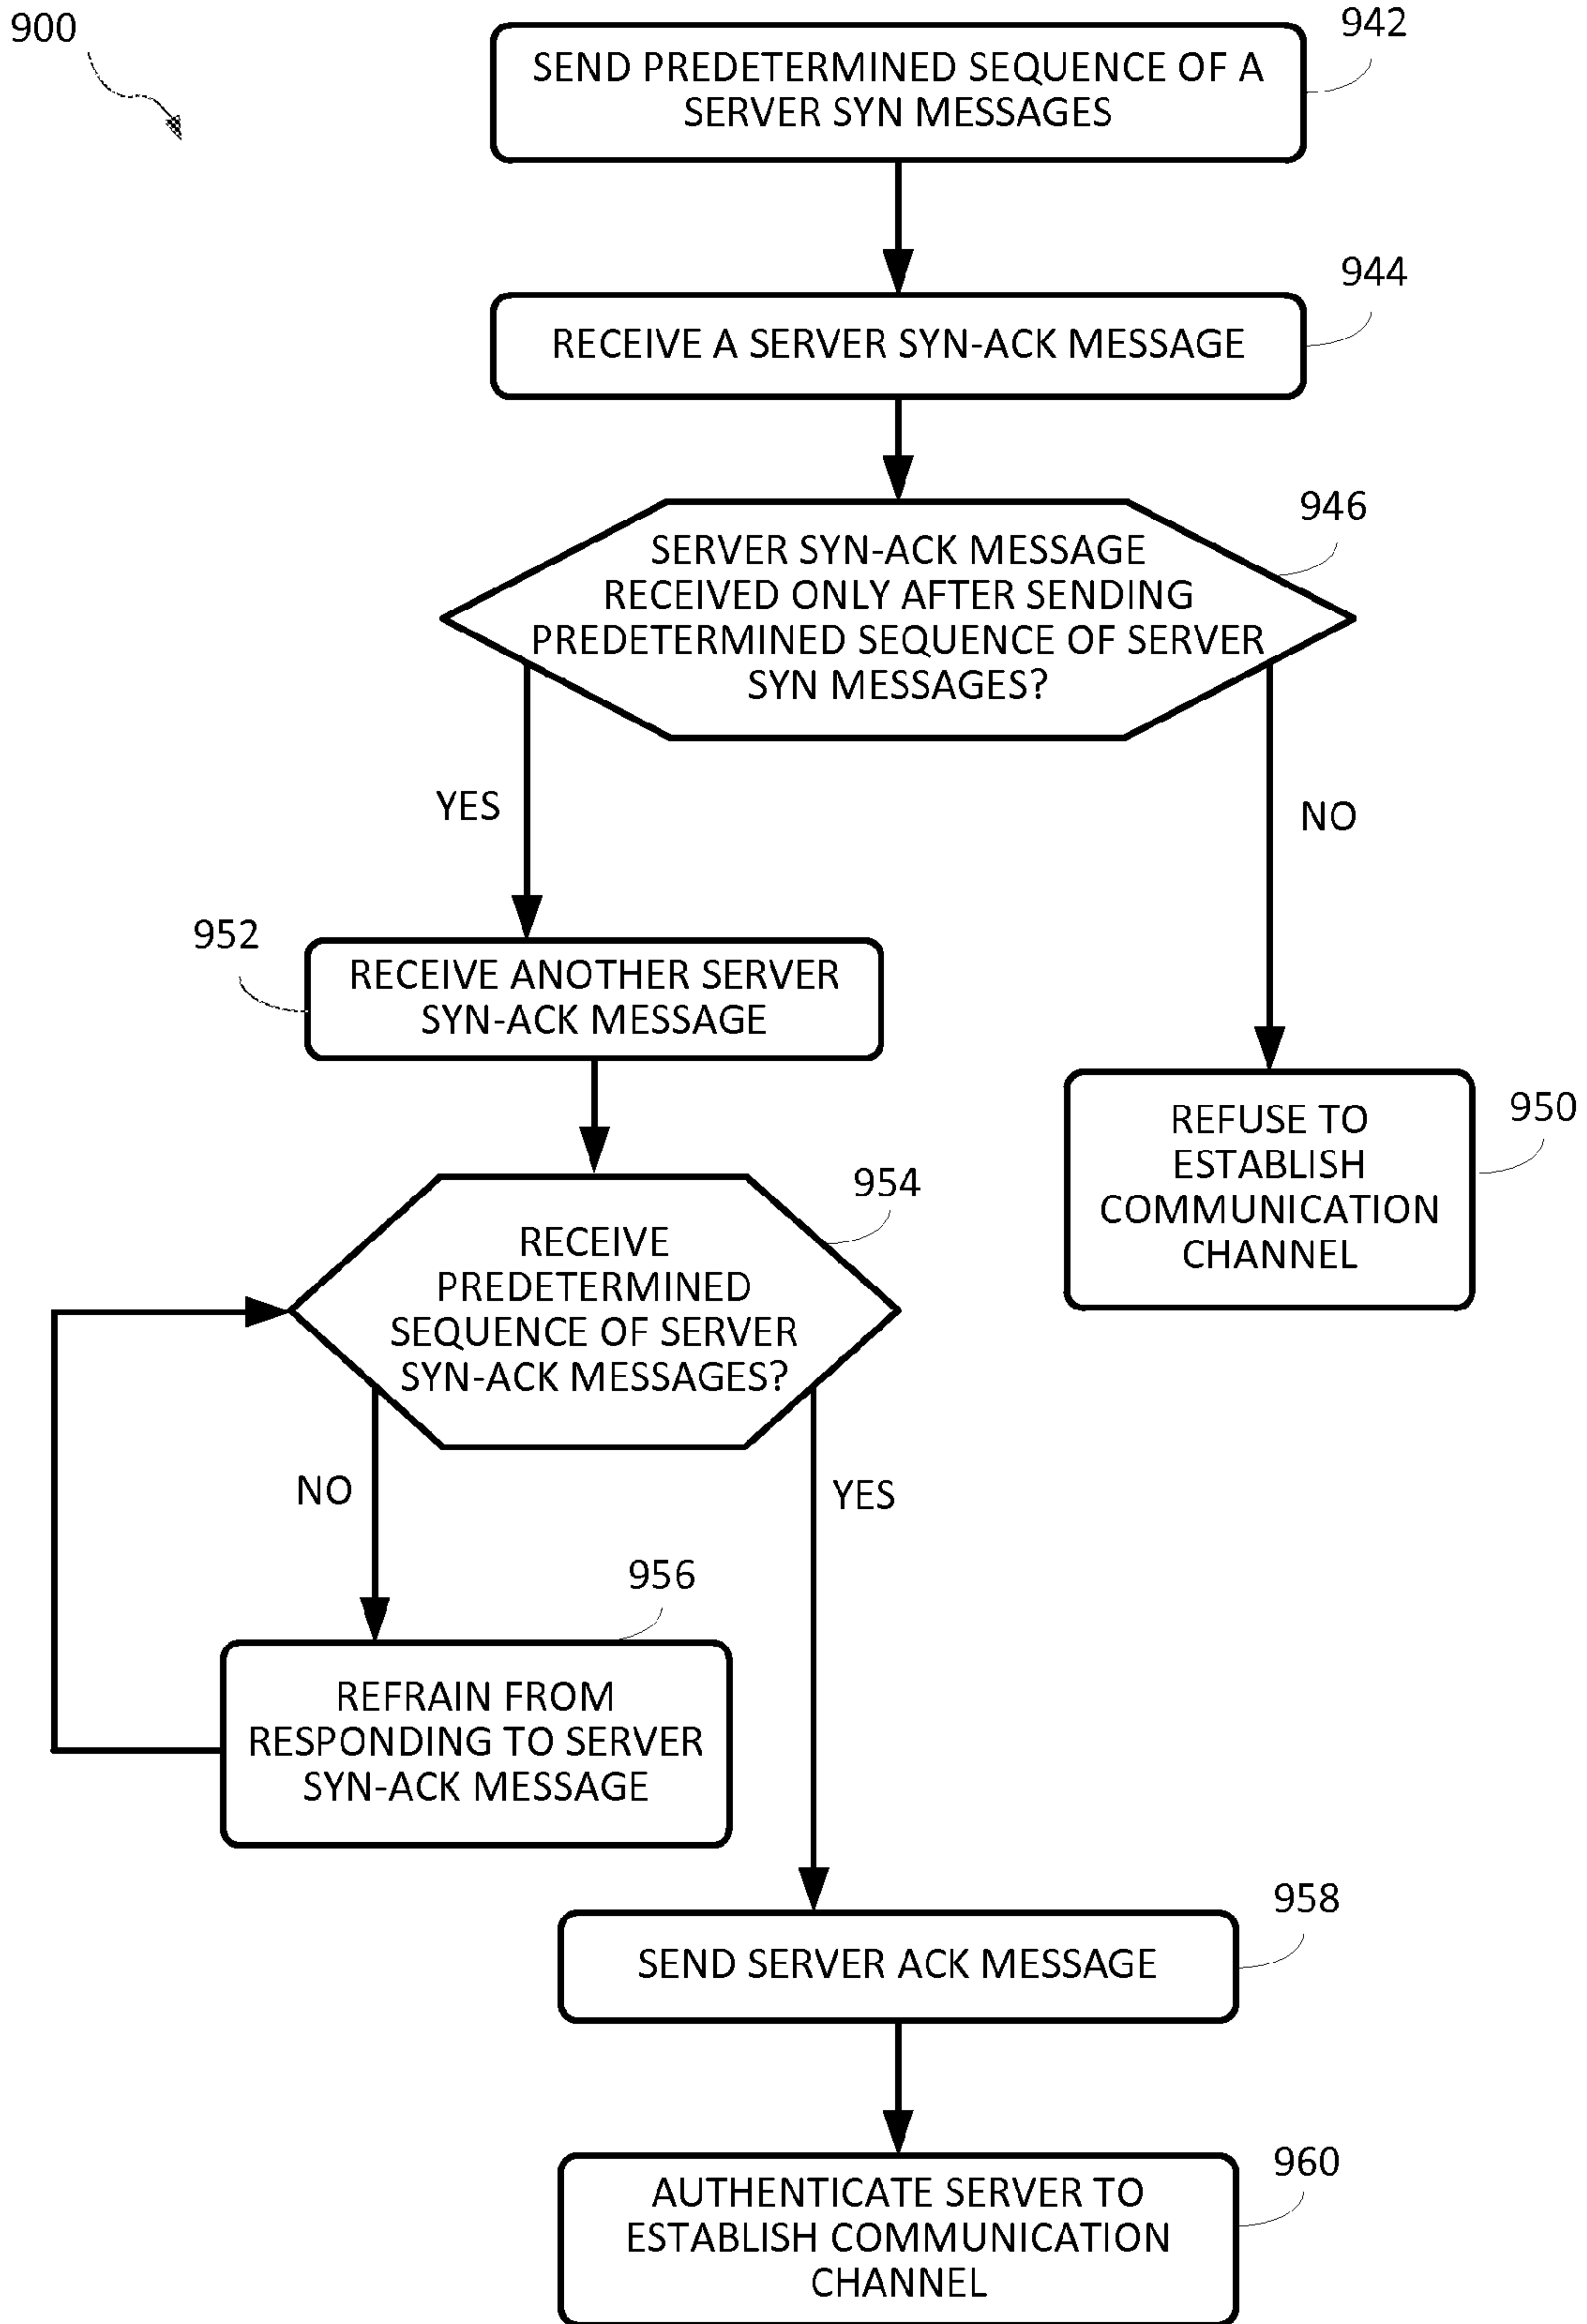 900
942
SEND PREDETERMINED SEQUENCE OF A
SERVER SYN MESSAGES
944
RECEIVE A SERVER SYN-ACK MESSAGE
946
SERVER SYN-ACK MESSAGE
RECEIVED ONLY AFTER SENDING
PREDETERMINED SEQUENCE OF SERVER
SYN MESSAGES?
YES
NO
952
RECEIVE ANOTHER SERVER
SYN-ACK MESSAGE
950
REFUSE TO
ESTABLISH
COMMUNICATION
CHANNEL
954
RECEIVE
PREDETERMINED
SEQUENCE OF SERVER
SYN-ACK MESSAGES?
NO
YES
956
REFRAIN FROM
RESPONDING TO SERVER
SYN-ACK MESSAGE
958
SEND SERVER ACK MESSAGE
960
AUTHENTICATE SERVER TO
ESTABLISH COMMUNICATION
CHANNEL